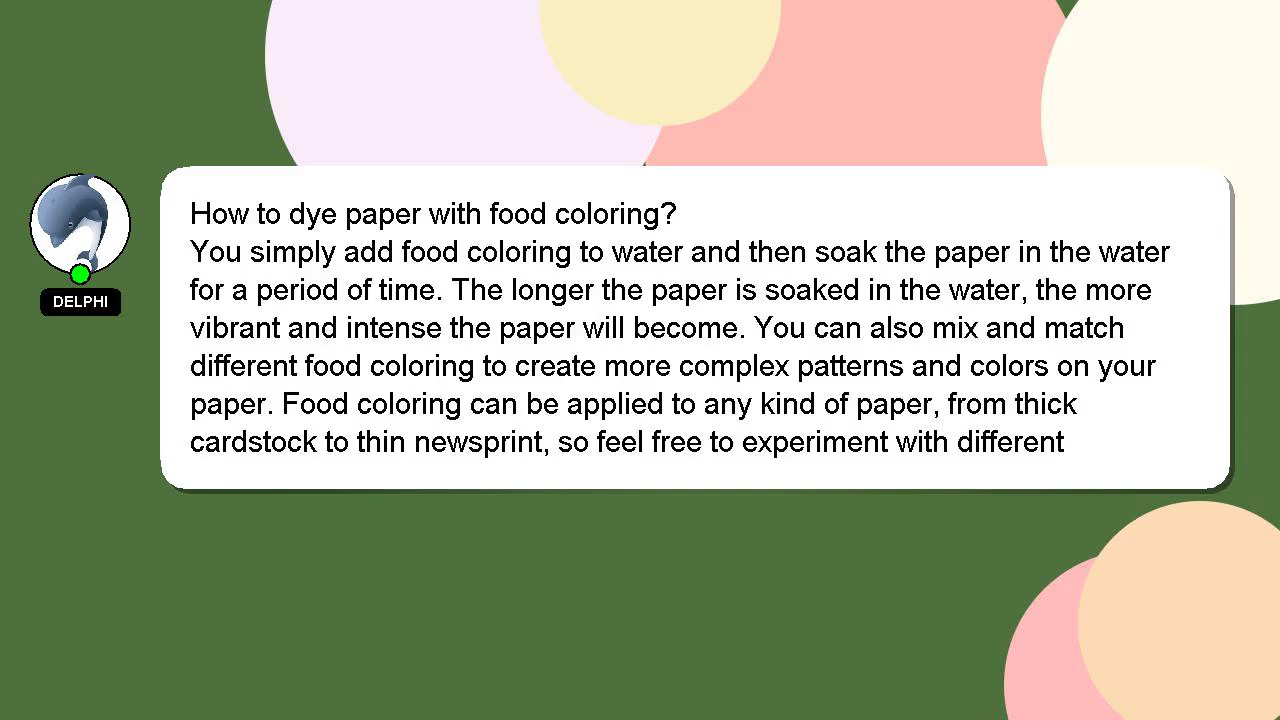 How to dye paper with food coloring?
You simply add food coloring to water and then soak the paper in the water
for a period of time. The longer the paper is soaked in the water, the more
vibrant and intense the paper will become. You can also mix and match
different food coloring to create more complex patterns and colors on your
paper. Food coloring can be applied to any kind of paper, from thick
cardstock to thin newsprint, so feel free to experiment with different
DELPHI